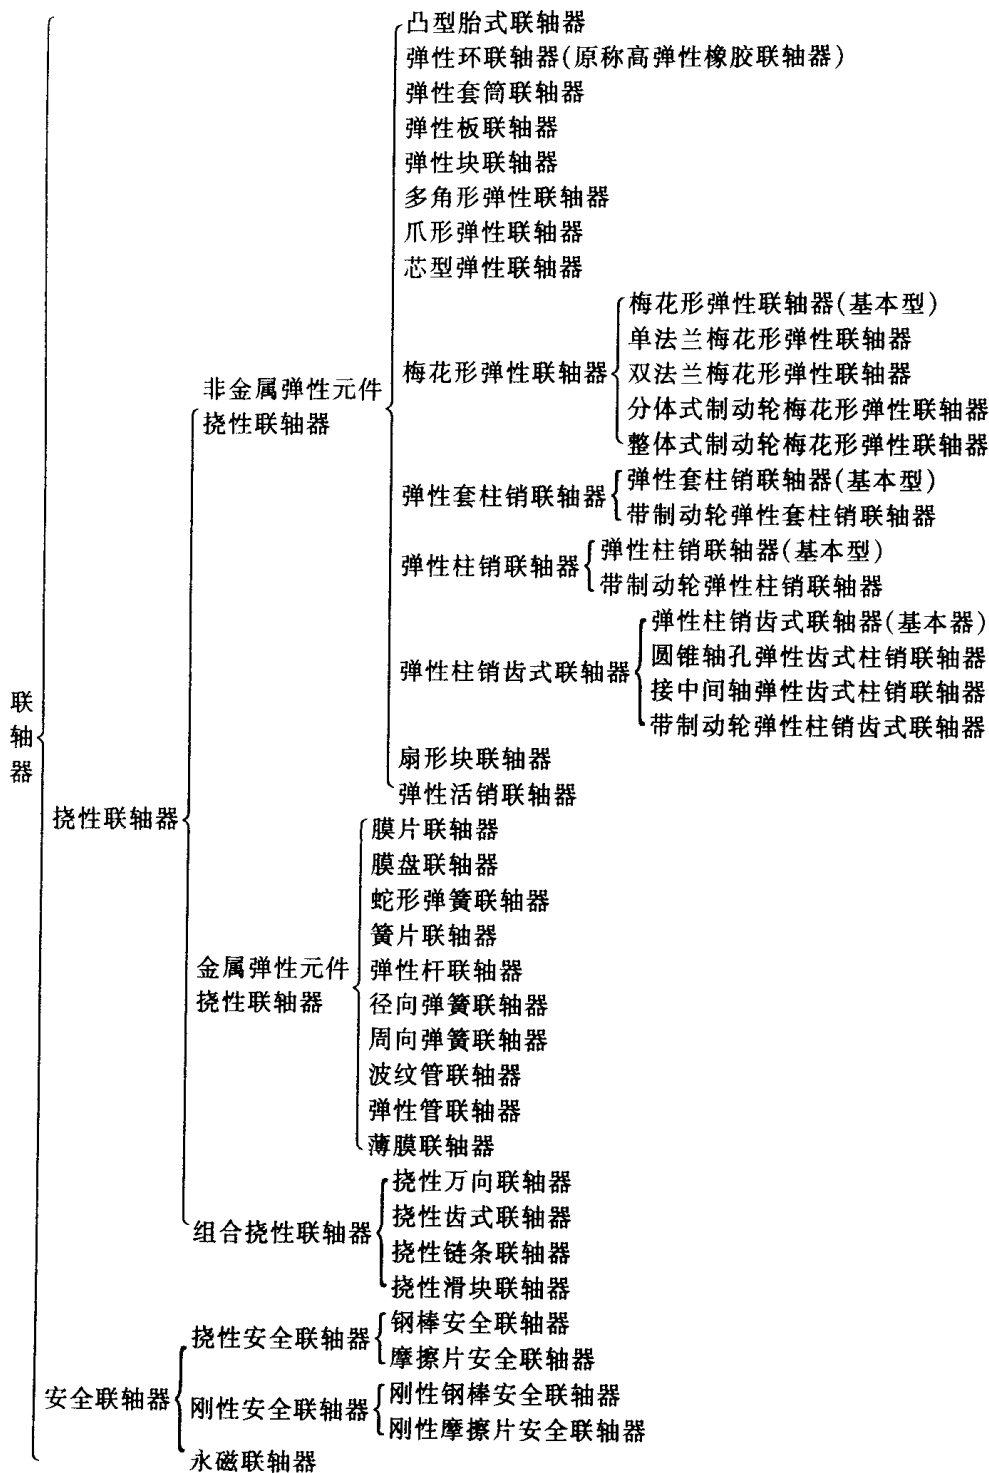 凸型胎式联轴器
弹性环联轴器(原称高弹性橡胶联轴器)
弹性套筒联轴器
弹性板联轴器
弹性块联轴器
多角形弹性联轴器
爪形弹性联轴器
芯型弹性联轴器
梅花形弹性联轴器(基本型)
单法兰梅花形弹性联轴器
非金属弹性元件
挠性联轴器
梅花形弹性联轴器
双法兰梅花形弹性联轴器
分体式制动轮梅花形弹性联轴器
整体式制动轮梅花形弹性联轴器
弹性套柱销联轴器
弹性套柱销联轴器(基本型)
带制动轮弹性套柱销联轴器
弹性柱销联轴器
弹性柱销联轴器(基本型)
带制动轮弹性柱销联轴器
弹性柱销齿式联轴器
弹性柱销齿式联轴器(基本器)
圆锥轴孔弹性齿式柱销联轴器
接中间轴弹性齿式柱销联轴器
带制动轮弹性柱销齿式联轴器
联轴器
扇形块联轴器
弹性活销联轴器
挠性联轴器
膜片联轴器
膜盘联轴器
蛇形弹簧联轴器
簧片联轴器
金属弹性元件
挠性联轴器
弹性杆联轴器
径向弹簧联轴器
周向弹簧联轴器
波纹管联轴器
弹性管联轴器
薄膜联轴器
组合挠性联轴器
挠性万向联轴器
挠性齿式联轴器
挠性链条联轴器
挠性滑块联轴器
安全联轴器
挠性安全联轴器
钢棒安全联轴器
摩擦片安全联轴器
刚性安全联轴器
刚性钢棒安全联轴器
刚性摩擦片安全联轴器
永磁联轴器